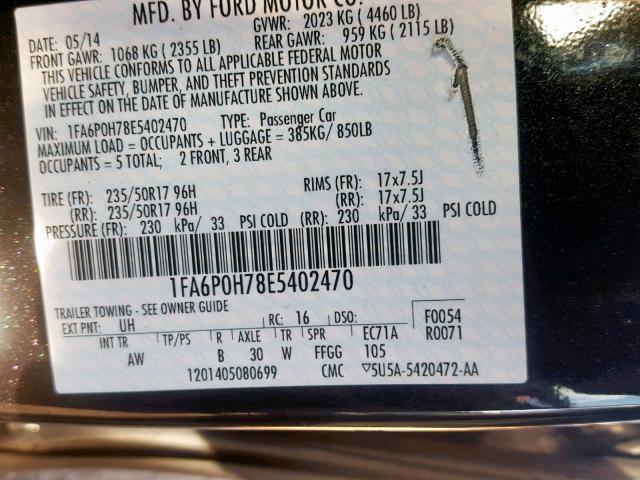 MFD. BY FORD MOTOR CO.
DATE: 05/14 GVWR: 2023 KG ( 4460 LB)
FRONT GAWR: 1068 KG ( 2355 LB) REAR GAWR: 959 KG ( 2115 LB)
THIS VEHICLE CONFORMS TO ALL APPLICABLE FEDERAL MOTOR
VEHICLE SAFETY, BUMPER, AND THEFT PREVENTION STANDARDS
IN EFFECT ON THE DATE OF MANUFACTURE SHOWN ABOVE.
VIN: 1FA6P0H78E5402470 TYPE: Passenger Car
MAXIMUM LOAD = OCCUPANTS + LUGGAGE = 385KG/ 850LB
OCCUPANTS = 5 TOTAL; 2 FRONT, 3 REAR
TIRE (FR): 235/50R17 96H RIMS (FR): 17x7.5J
(RR): 235/50R17 96H (RR): 17x7.5J
PRESSURE (FR): 230 kPa/ 33 PSI COLD (RR): 230 kPa/ 33 PSI COLD
1FA6P0H78E5402470
TRAILER TOWING - SEE OWNER GUIDE
EXT PNT: UH RC: 16 DSO: F0054
INT TR TP/PS R AXLE TR SPR EC71A R0071
AW B 30 W FFGG 105
1201405080699 CMC ▽5U5A-5420472-AA